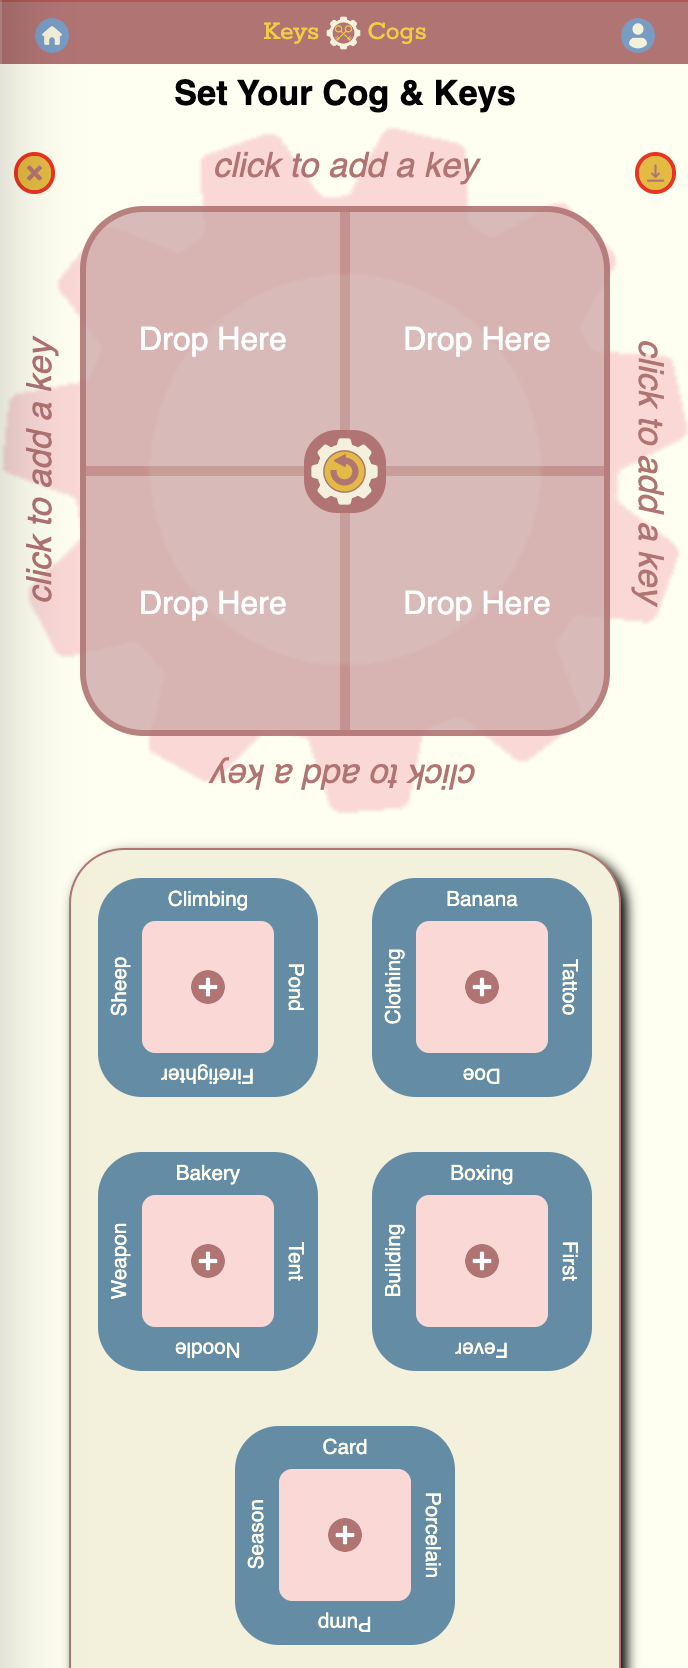 Keys Cogs
Set Your Cog & Keys
click to add a key
click to add a key
click to add a key
Drop Here
Drop Here
Drop Here
Drop Here
click to add a key
Climbing
Sheep
Pond
Firefighter
Banana
Clothing
Tattoo
Doe
Bakery
Weapon
Tent
Noodle
Boxing
Building
First
Fever
Card
Season
Porcelain
Pump